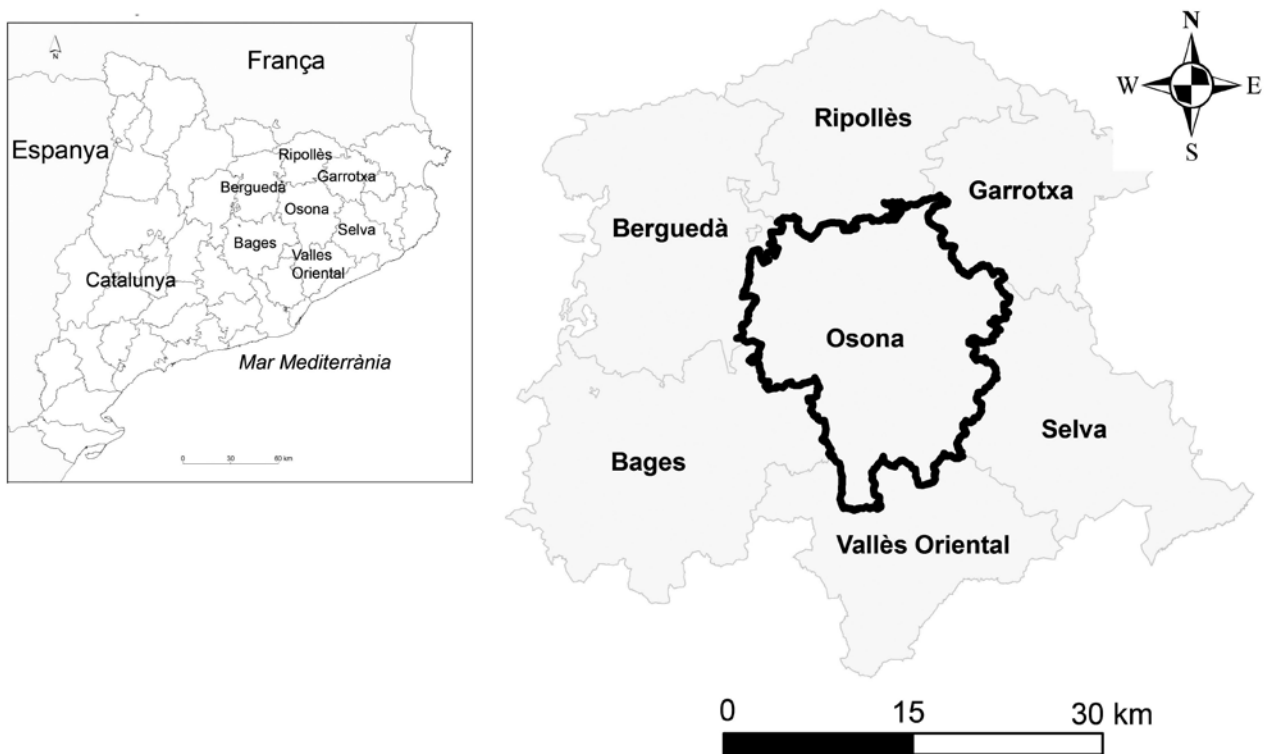 N
França
Espanya
Ripollès
Garrotxa
Berguedà
Osona
Selva
Bages
Valles
Oriental
Catalunya
Mar Mediterrània
0 30 60 km
N
W E
S
Ripollès
Garrotxa
Berguedà
Osona
Selva
Bages
Vallès Oriental
0 15 30 km